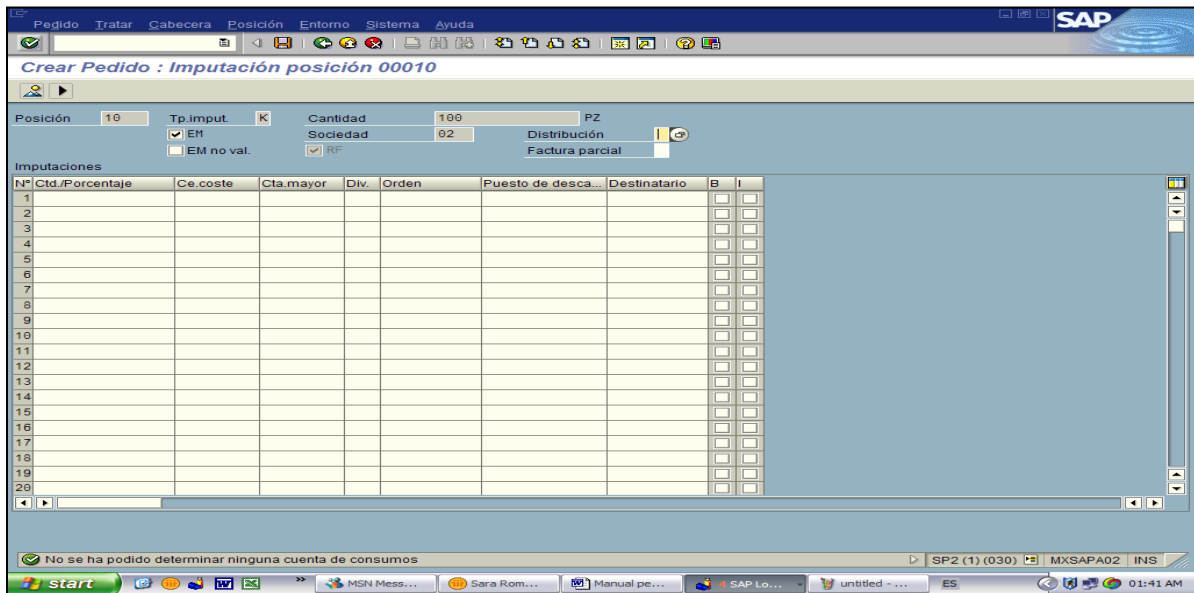 Pedido Tratar Cabecera Posición Entorno Sistema Ayuda
SAP
Crear Pedido : Imputación posición 00010
Posición 10 Tp.imput. K Cantidad 100 PZ
EM Sociedad 02 Distribución
EM no val. RF Factura parcial
Imputaciones
Nº Ctd./Porcentaje Ce.coste Cta.mayor Div. Orden Puesto de desca... Destinatario B I
1
2
3
4
5
6
7
8
9
10
11
12
13
14
15
16
17
18
19
20
No se ha podido determinar ninguna cuenta de consumos SP2 (1) (030) MXSAPA02 INS
start » MSN Mess... Sara Rom... Manual pe... 4 SAP Lo... untitled - ... ES 01:41 AM